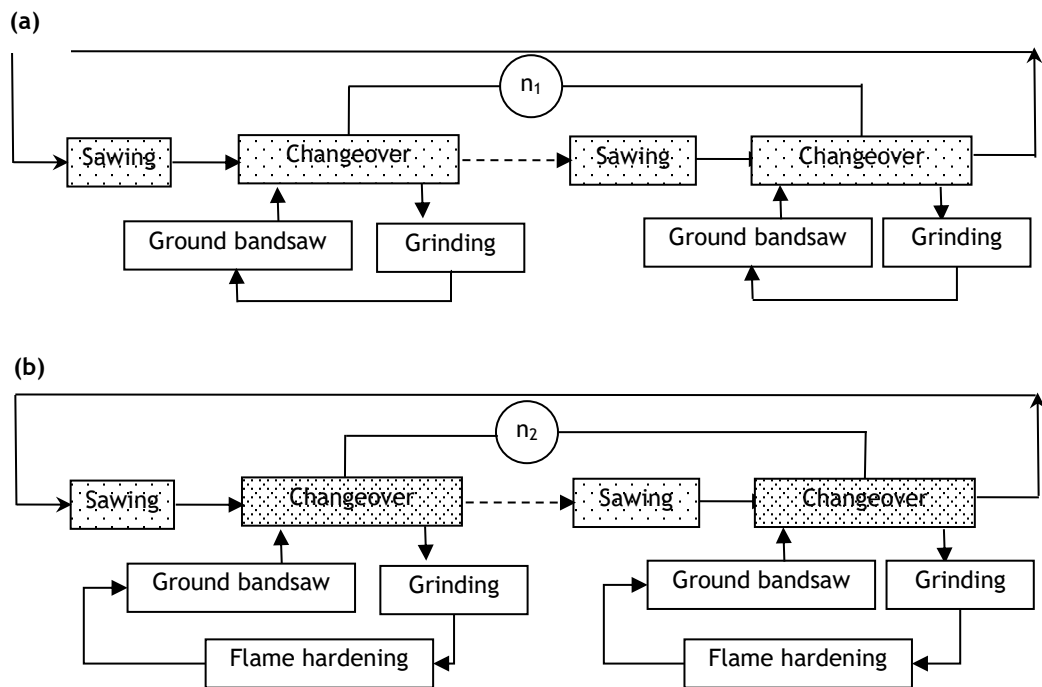 (a)
n₁
Sawing
Changeover
Sawing
Changeover
Ground bandsaw
Grinding
Ground bandsaw
Grinding
(b)
n₂
Sawing
Changeover
Sawing
Changeover
Ground bandsaw
Grinding
Ground bandsaw
Grinding
Flame hardening
Flame hardening